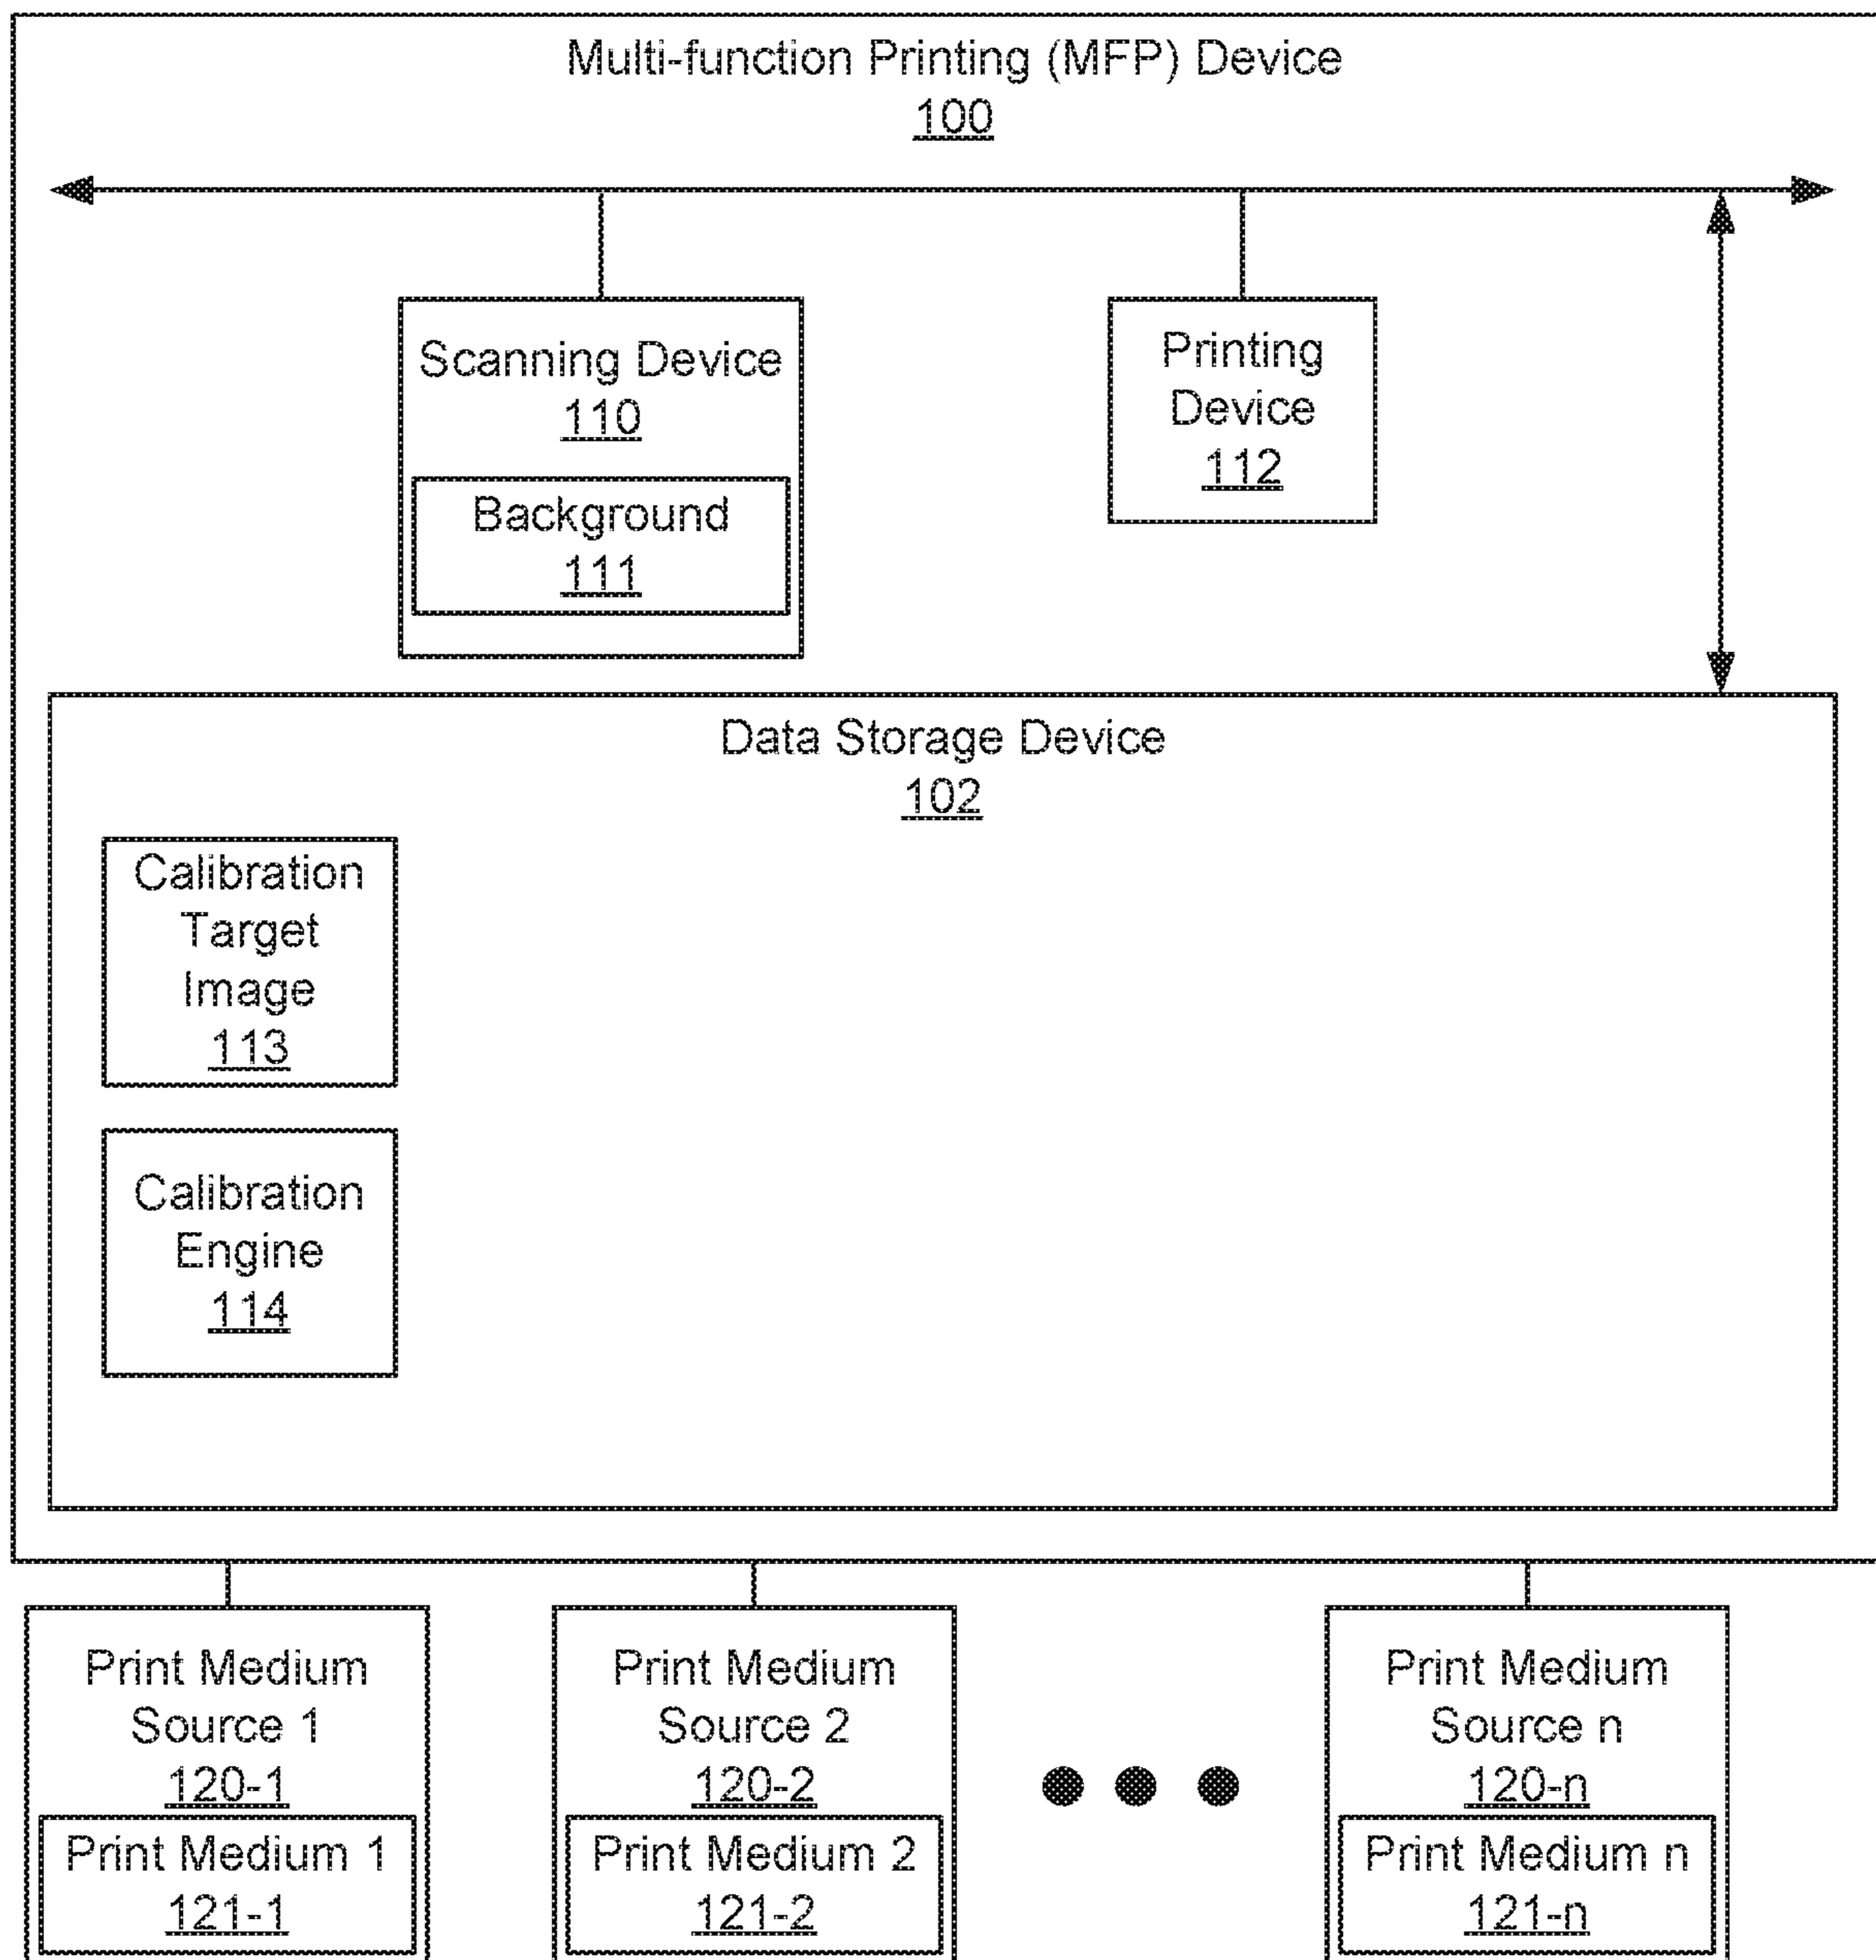 Multi-function Printing (MFP) Device
100
Scanning Device
110
Background
111
Printing
Device
112
Data Storage Device
102
Calibration
Target
Image
113
Calibration
Engine
114
Print Medium
Source 1
120-1
Print Medium 1
121-1
Print Medium
Source 2
120-2
Print Medium 2
121-2
Print Medium
Source n
120-n
Print Medium n
121-n